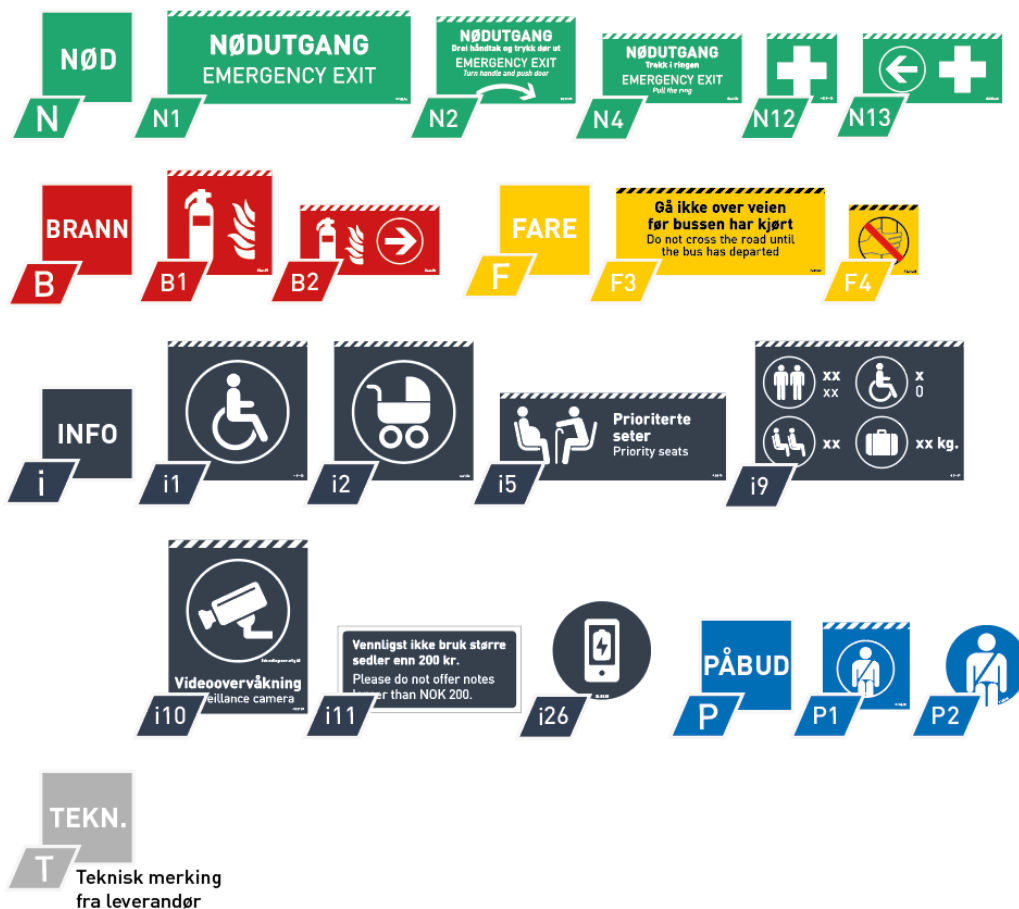 NØD
N
NØDUTGANG
EMERGENCY EXIT
N1
NØDUTGANG
Drei håndtak og trykk dør ut
EMERGENCY EXIT
Turn handle and push door
N2
NØDUTGANG
Trekk i ringen
EMERGENCY EXIT
Pull the ring
N4
N12
N13
BRANN
B
B1
B2
FARE
F
Gå ikke over veien
før bussen har kjørt
Do not cross the road until
the bus has departed
F3
F4
INFO
i
i1
i2
Prioriterte
seter
Priority seats
i5
xx
xx
x
0
xx
xx kg.
i9
Videoovervåkning
veillance camera
i10
Vennligst ikke bruk større
sedler enn 200 kr.
Please do not offer notes
than NOK 200.
i11
i26
PÅBUD
P
P1
P2
TEKN.
T
Teknisk merking
fra leverandør